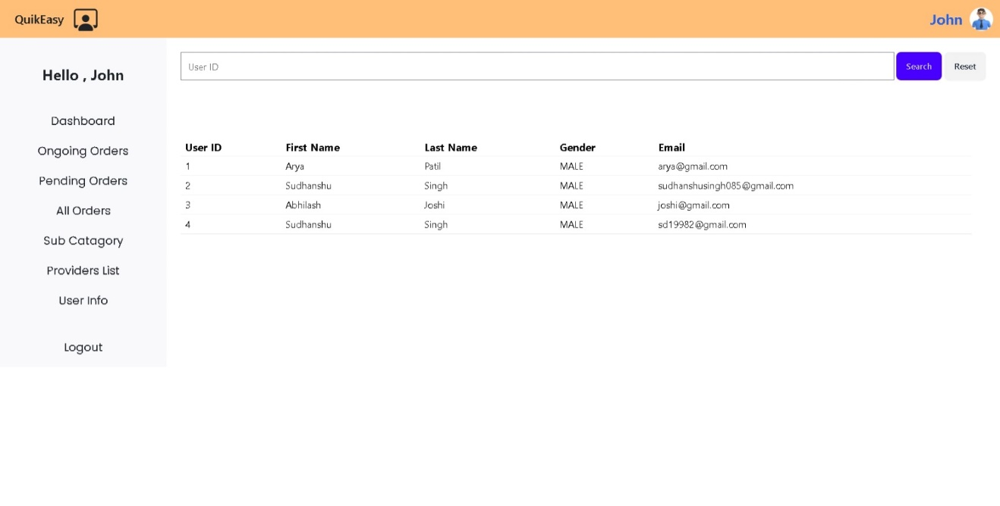 QuikEasy John
Hello , John
Dashboard
Ongoing Orders
Pending Orders
All Orders
Sub Catagory
Providers List
User Info
Logout
User ID Search Reset
User ID First Name Last Name Gender Email
1 Arya Patil MALE arya@gmail.com
2 Sudhanshu Singh MALE sudhanshusingh085@gmail.com
3 Abhilash Joshi MALE joshi@gmail.com
4 Sudhanshu Singh MALE sd19982@gmail.com